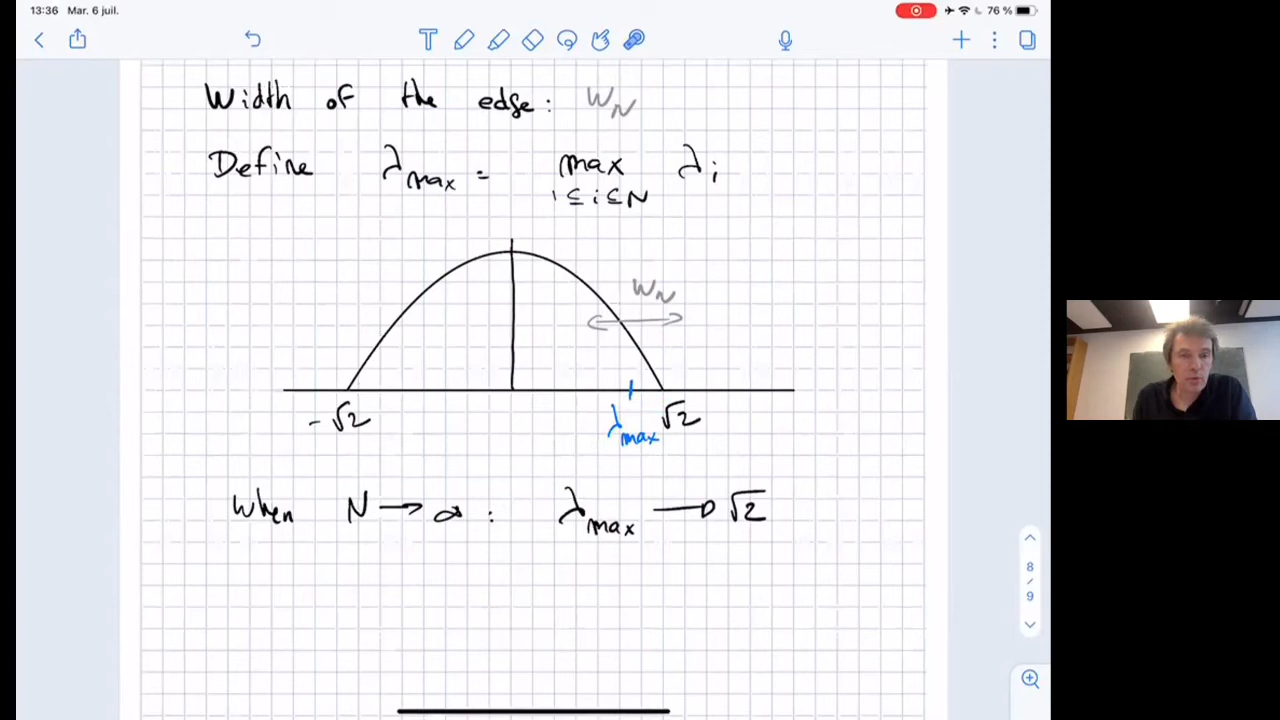 13:36 Mar. 6 juil.
76 %
Width of the edge: W_N
Define λ_max = max λ_i
1≤i≤N
W_N
-√2 λ_max √2
When N → ∞ : λ_max → √2
8
/
9